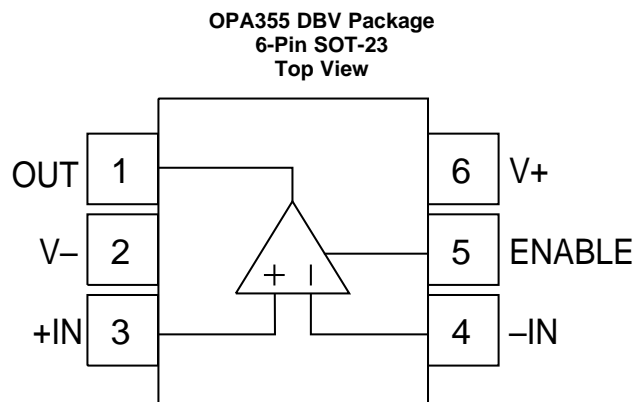 OPA355 DBV Package
6-Pin SOT-23
Top View
OUT 1 6 V+
V– 2 5 ENABLE
+IN 3 4 –IN
+ –